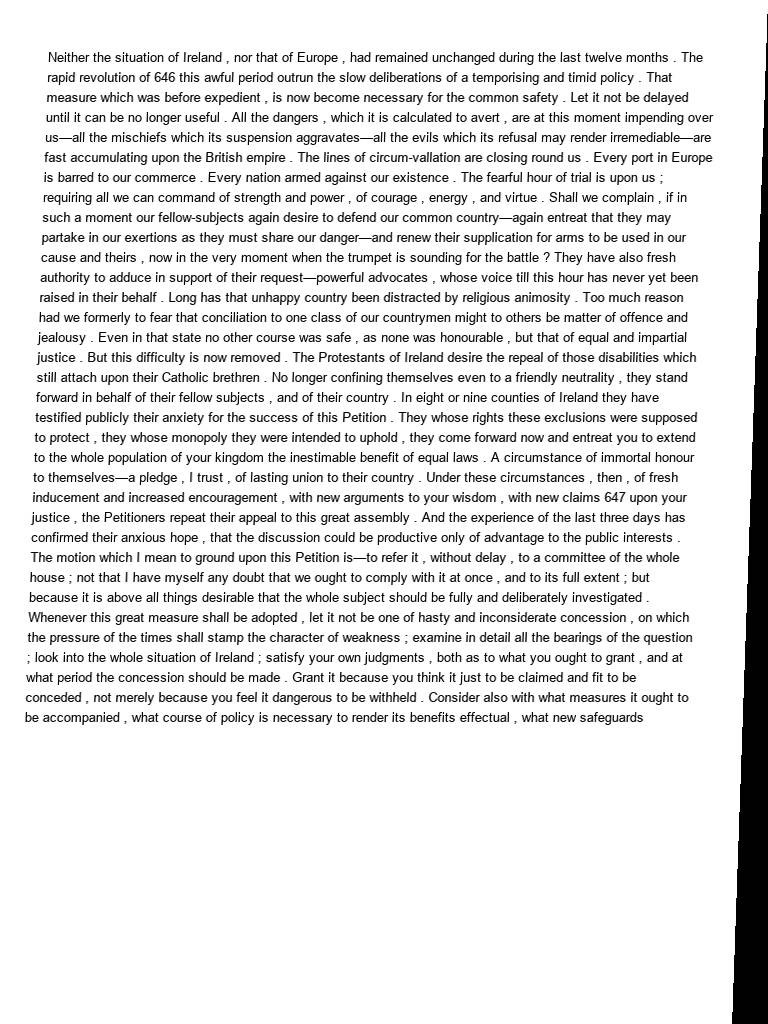 Neither the situation of Ireland , nor that of Europe , had remained unchanged during the last twelve months . The
rapid revolution of 646 this awful period outrun the slow deliberations of a temporising and timid policy . That
measure which was before expedient , is now become necessary for the common safety . Let it not be delayed
until it can be no longer useful . All the dangers , which it is calculated to avert , are at this moment impending over
us—all the mischiefs which its suspension aggravates—all the evils which its refusal may render irremediable—are
fast accumulating upon the British empire . The lines of circum-vallation are closing round us . Every port in Europe
is barred to our commerce . Every nation armed against our existence . The fearful hour of trial is upon us ;
requiring all we can command of strength and power , of courage , energy , and virtue . Shall we complain , if in
such a moment our fellow-subjects again desire to defend our common country—again entreat that they may
partake in our exertions as they must share our danger—and renew their supplication for arms to be used in our
cause and theirs , now in the very moment when the trumpet is sounding for the battle ? They have also fresh
authority to adduce in support of their request—powerful advocates , whose voice till this hour has never yet been
raised in their behalf . Long has that unhappy country been distracted by religious animosity . Too much reason
had we formerly to fear that conciliation to one class of our countrymen might to others be matter of offence and
jealousy . Even in that state no other course was safe , as none was honourable , but that of equal and impartial
justice . But this difficulty is now removed . The Protestants of Ireland desire the repeal of those disabilities which
still attach upon their Catholic brethren . No longer confining themselves even to a friendly neutrality , they stand
forward in behalf of their fellow subjects , and of their country . In eight or nine counties of Ireland they have
testified publicly their anxiety for the success of this Petition . They whose rights these exclusions were supposed
to protect , they whose monopoly they were intended to uphold , they come forward now and entreat you to extend
to the whole population of your kingdom the inestimable benefit of equal laws . A circumstance of immortal honour
to themselves—a pledge , I trust , of lasting union to their country . Under these circumstances , then , of fresh
inducement and increased encouragement , with new arguments to your wisdom , with new claims 647 upon your
justice , the Petitioners repeat their appeal to this great assembly . And the experience of the last three days has
confirmed their anxious hope , that the discussion could be productive only of advantage to the public interests .
The motion which I mean to ground upon this Petition is—to refer it , without delay , to a committee of the whole
house ; not that I have myself any doubt that we ought to comply with it at once , and to its full extent ; but
because it is above all things desirable that the whole subject should be fully and deliberately investigated .
Whenever this great measure shall be adopted , let it not be one of hasty and inconsiderate concession , on which
the pressure of the times shall stamp the character of weakness ; examine in detail all the bearings of the question
; look into the whole situation of Ireland ; satisfy your own judgments , both as to what you ought to grant , and at
what period the concession should be made . Grant it because you think it just to be claimed and fit to be
conceded , not merely because you feel it dangerous to be withheld . Consider also with what measures it ought to
be accompanied , what course of policy is necessary to render its benefits effectual , what new safeguards